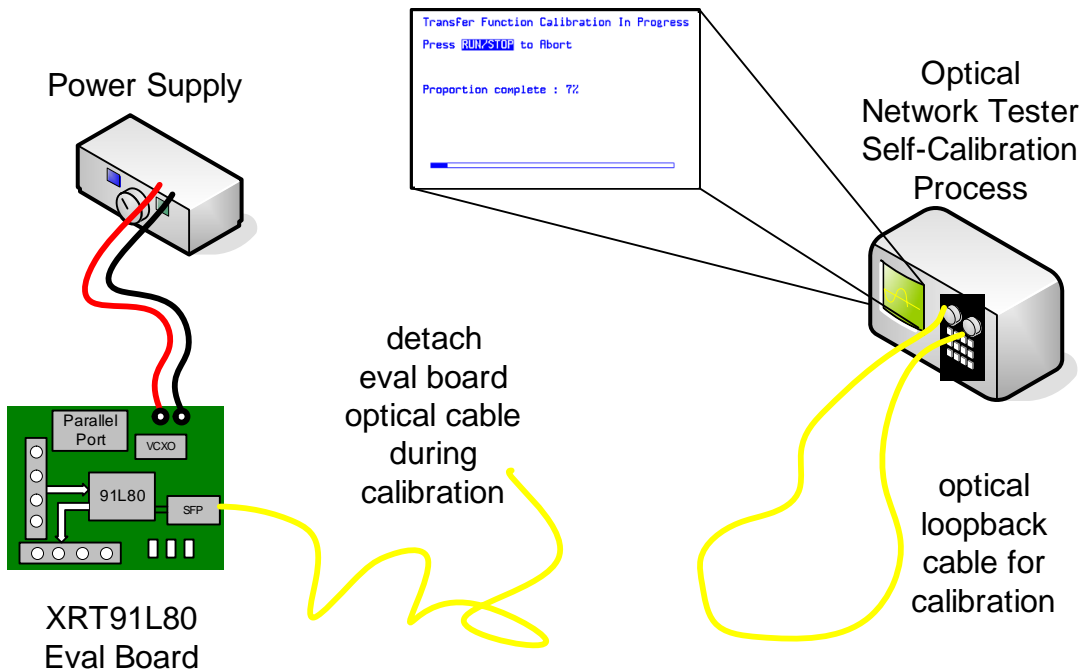 Transfer Function Calibration In Progress
Press RUN/STOP to Abort
Proportion complete : 7%
Power Supply
Optical
Network Tester
Self-Calibration
Process
detach
eval board
optical cable
during
calibration
Parallel
Port
VCXO
91L80
SFP
optical
loopback
cable for
calibration
XRT91L80
Eval Board